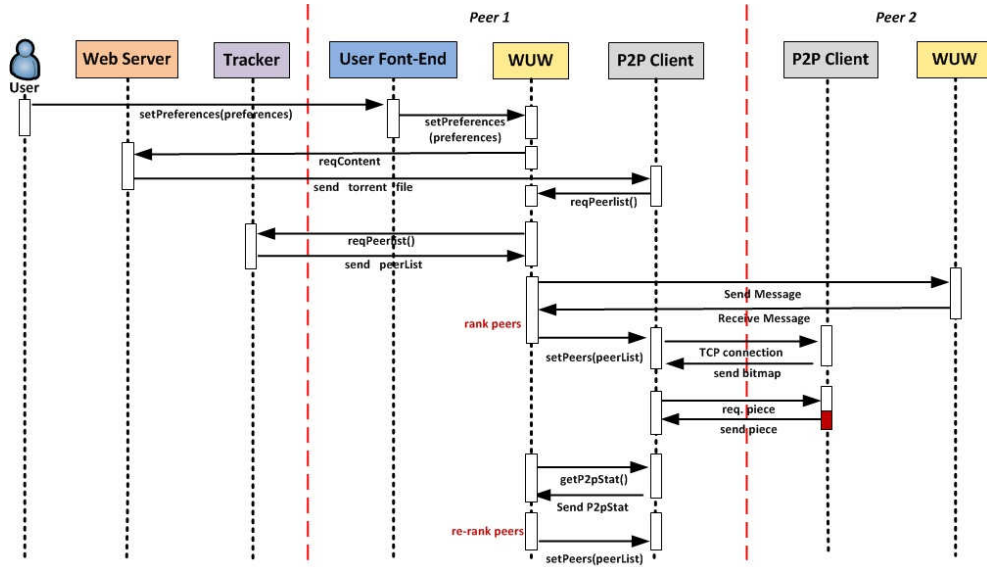 Peer 1
Peer 2
Web Server
Tracker
User Font-End
WUW
P2P Client
P2P Client
WUW
User
setPreferences(preferences)
setPreferences
(preferences)
reqContent
send torrent file
reqPeerlist()
reqPeerlist()
send peerList
Send Message
Receive Message
rank peers
setPeers(peerList)
TCP connection
send bitmap
req. piece
send piece
getP2pStat()
Send P2pStat
re-rank peers
setPeers(peerList)